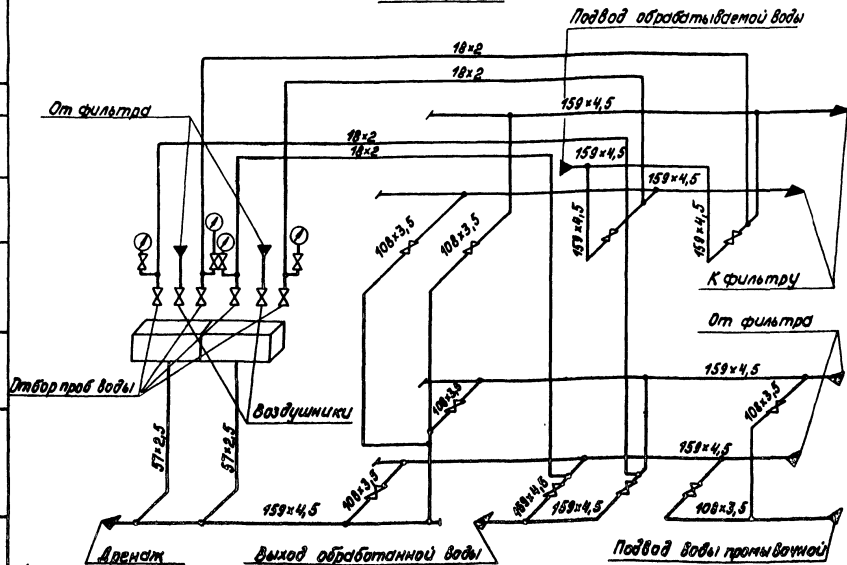 Подвод обрабатываемой воды
18×2
18×2
От фильтра
159×4,5
18×2
18×2
159×4,5
159×4,5
108×3,5
108×3,5
159×4,5
159×4,5
К фильтру
От фильтра
Отбор проб воды
Воздушники
159×4,5
108×3,5
108×3,5
57×2,5
57×2,5
159×4,5
108×3,5
159×4,5
159×4,5
159×4,5
108×3,5
Дренаж
Выход обработанной воды
Подвод воды промывочной